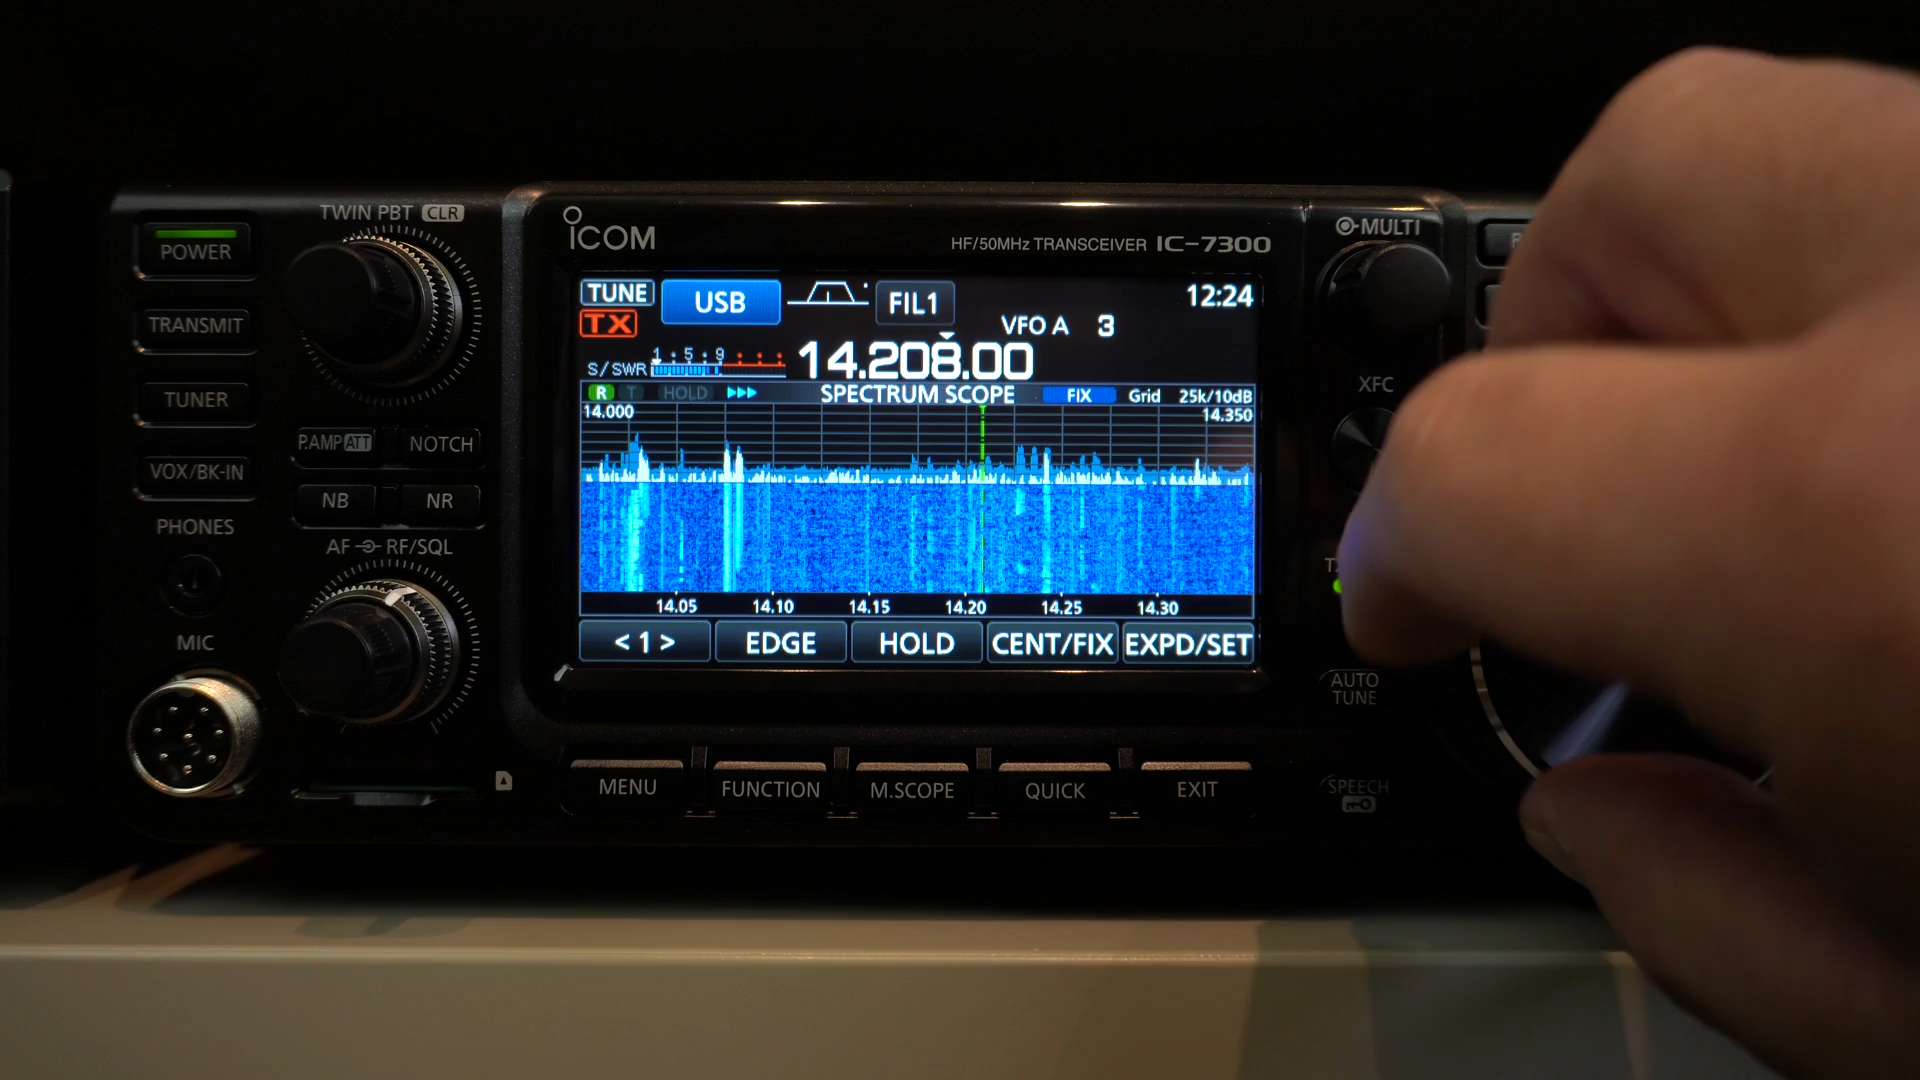 POWER
TRANSMIT
TUNER
VOX/BK-IN
PHONES
MIC
TWIN PBT CLR
P.AMP ATT NOTCH
NB NR
AF RF/SQL
ICOM
HF/50MHz TRANSCEIVER IC-7300
TUNE USB FIL1 12:24
TX
VFO A 3
S/SWR 1 : 5 : 9 14.208.00
R T HOLD SPECTRUM SCOPE FIX Grid 25k/10dB
14.000 14.350
14.05 14.10 14.15 14.20 14.25 14.30
< 1 > EDGE HOLD CENT/FIX EXPD/SET
MENU FUNCTION M.SCOPE QUICK EXIT
MULTI
XFC
AUTO
TUNE
SPEECH